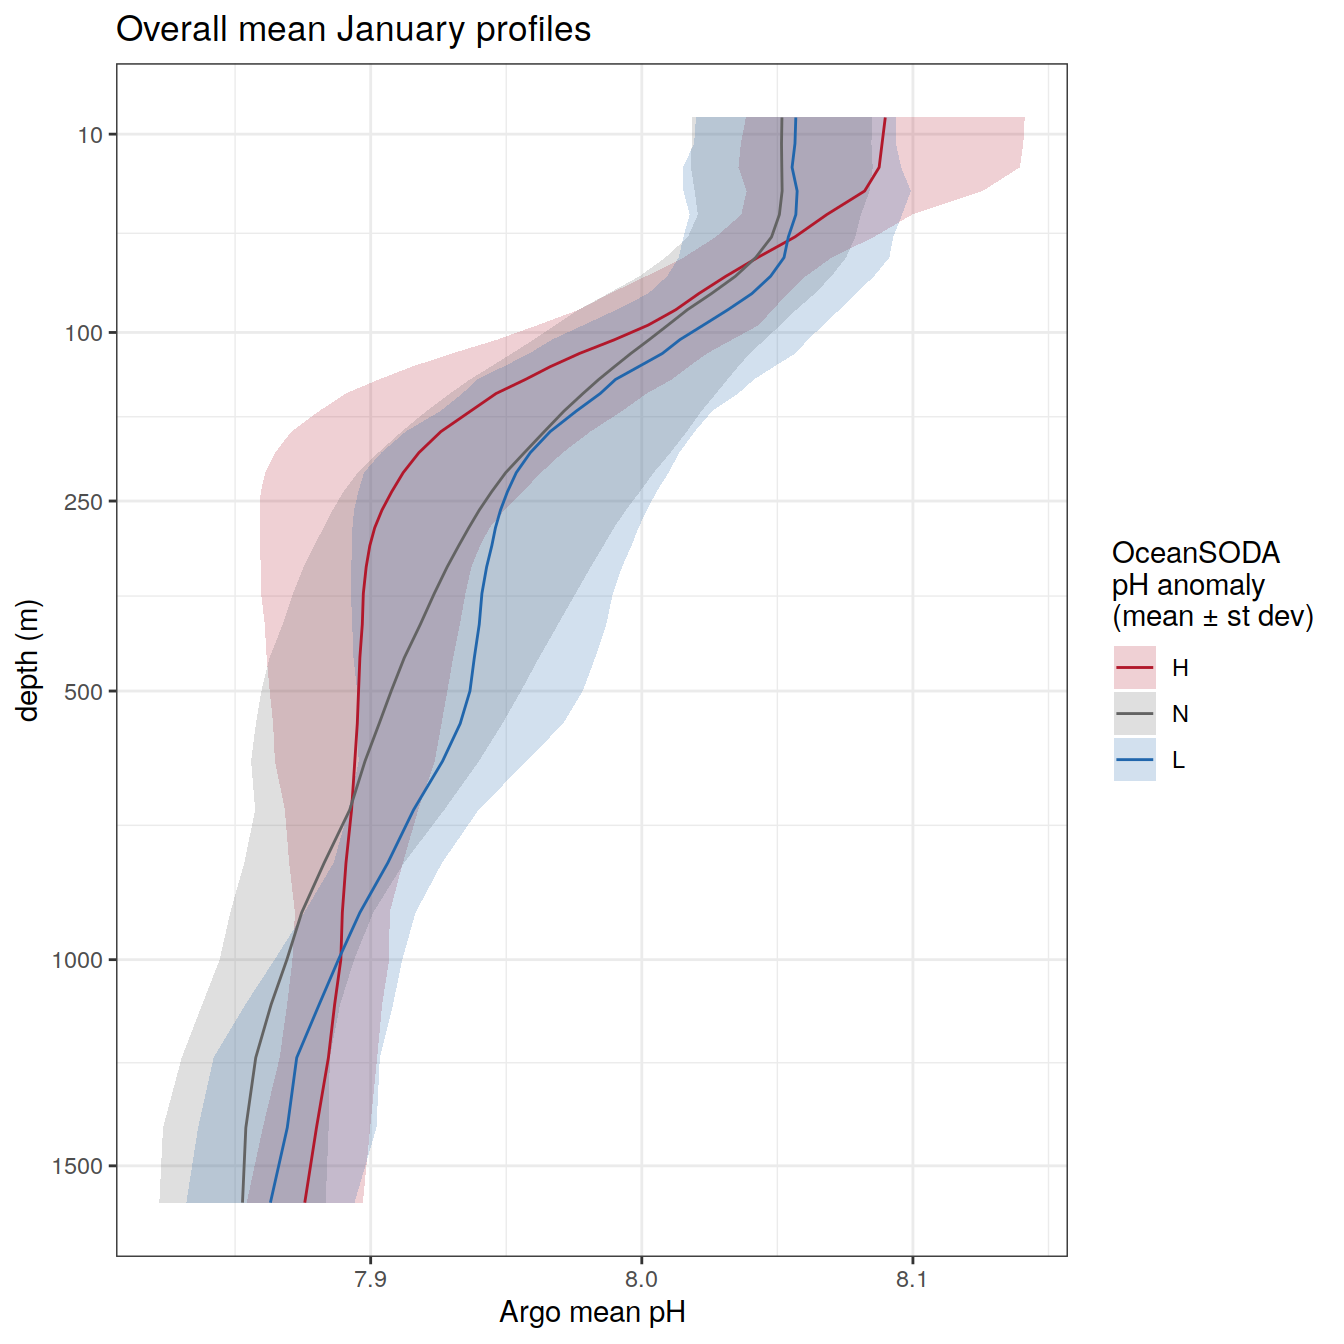 Overall mean January profiles
10
100
250
500
1000
1500
depth (m)
7.9
8.0
8.1
Argo mean pH
OceanSODA
pH anomaly
(mean ± st dev)
H
N
L